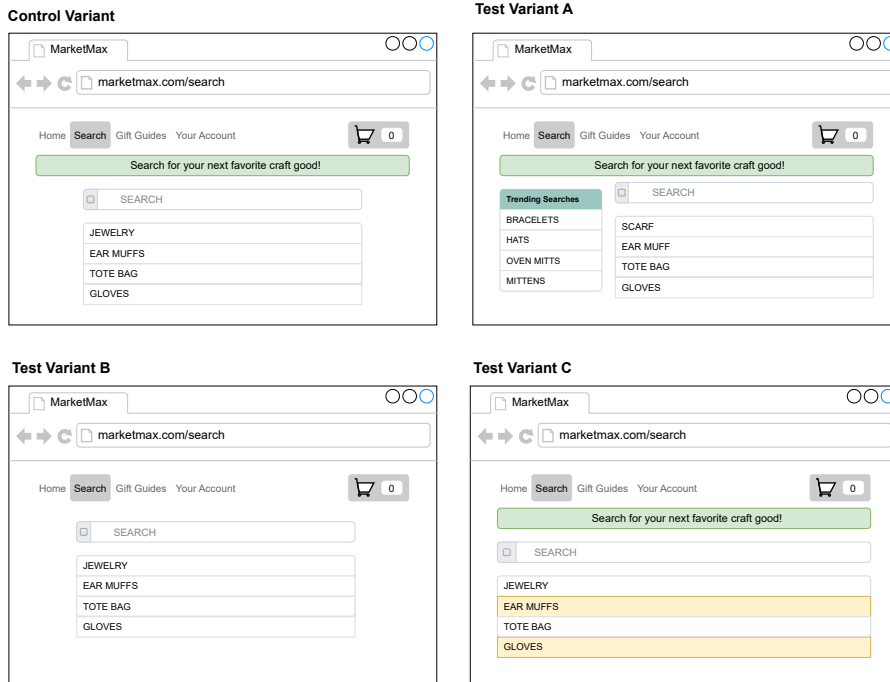 Control Variant
MarketMax
marketmax.com/search
Home Search Gift Guides Your Account 0
Search for your next favorite craft good!
SEARCH
JEWELRY
EAR MUFFS
TOTE BAG
GLOVES
Test Variant A
MarketMax
marketmax.com/search
Home Search Gift Guides Your Account 0
Search for your next favorite craft good!
Trending Searches
BRACELETS
HATS
OVEN MITTS
MITTENS
SEARCH
SCARF
EAR MUFF
TOTE BAG
GLOVES
Test Variant B
MarketMax
marketmax.com/search
Home Search Gift Guides Your Account 0
SEARCH
JEWELRY
EAR MUFFS
TOTE BAG
GLOVES
Test Variant C
MarketMax
marketmax.com/search
Home Search Gift Guides Your Account 0
Search for your next favorite craft good!
SEARCH
JEWELRY
EAR MUFFS
TOTE BAG
GLOVES